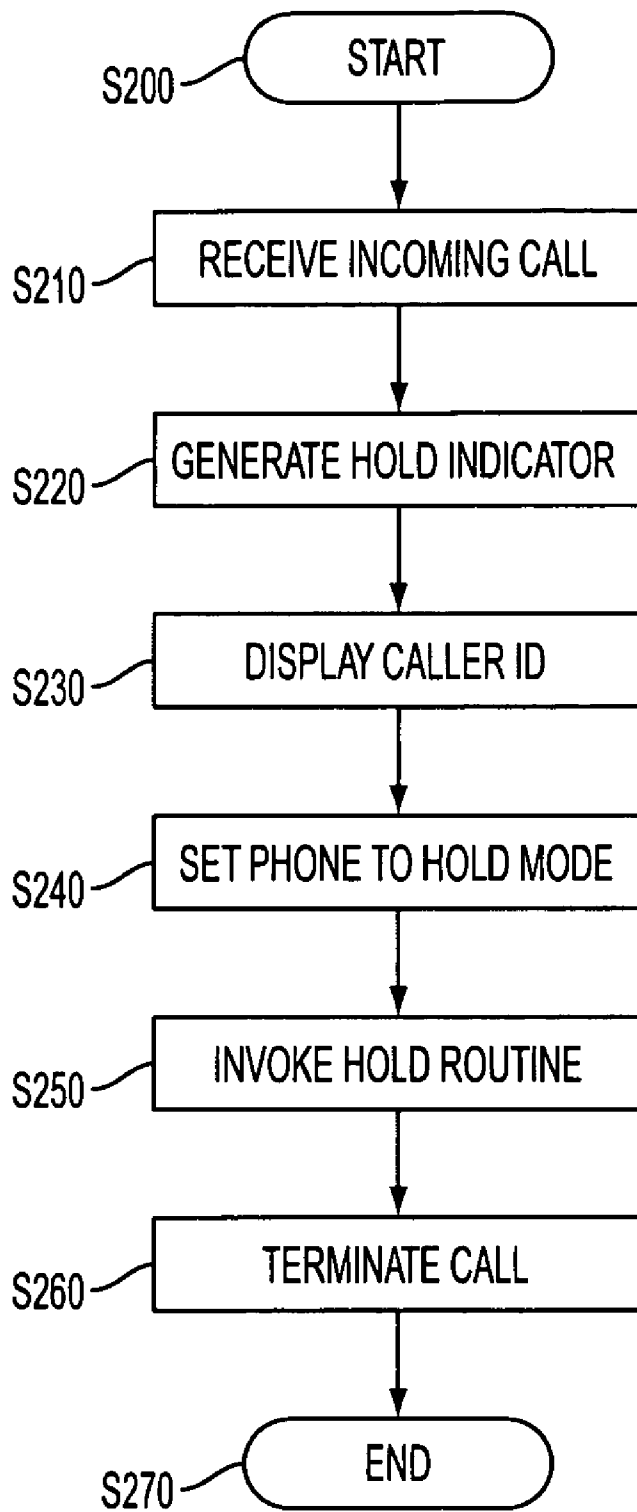 S200 START
S210 RECEIVE INCOMING CALL
S220 GENERATE HOLD INDICATOR
S230 DISPLAY CALLER ID
S240 SET PHONE TO HOLD MODE
S250 INVOKE HOLD ROUTINE
S260 TERMINATE CALL
S270 END